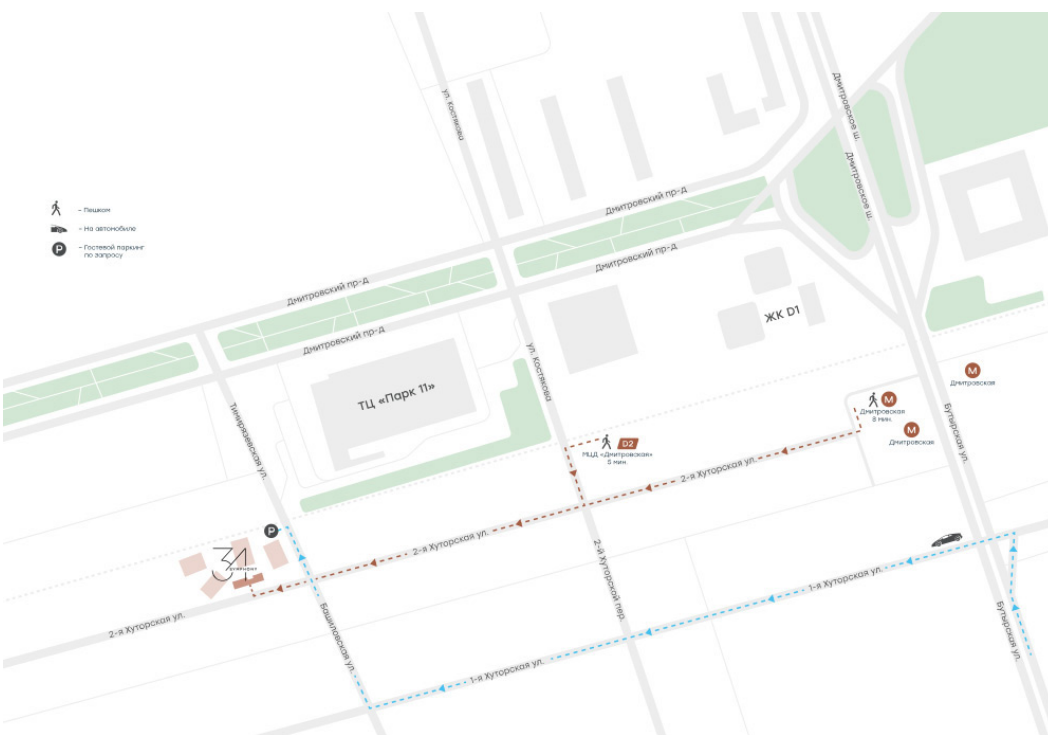 ул. Костякова
Дмитровское ш.
Дмитровское ш.
– Пешком
– На автомобиле
P
– Гостевой паркинг
по запросу
Дмитровский пр-д
Дмитровский пр-д
Дмитровский пр-д
Дмитровский пр-д
ЖК D1
ул. Костякова
ТЦ «Парк 11»
М
Дмитровская
М
Дмитровская
8 мин.
М
Дмитровская
Тимирязевская ул.
Бутырская ул.
D2
МЦД «Дмитровская»
5 мин
2-я Хуторская ул.
2-я Хуторская ул.
P
31
2-й Хуторской пер.
1-я Хуторская ул.
2-я Хуторская ул.
Башиловская ул.
Бутырская ул.
1-я Хуторская ул.